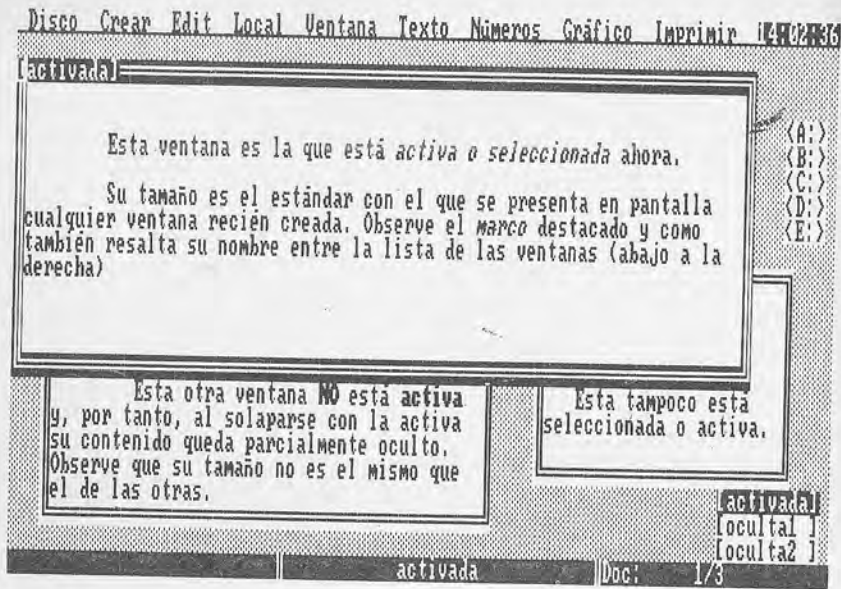 Disco Crear Edit Local Ventana Texto Números Gráfico Imprimir 4:02:36
[activada]
Esta ventana es la que está activa o seleccionada ahora.
Su tamaño es el estándar con el que se presenta en pantalla
cualquier ventana recién creada. Observe el marco destacado y como
también resalta su nombre entre la lista de las ventanas (abajo a la
derecha)
<A:>
<B:>
<C:>
<D:>
<E:>
Esta otra ventana NO está activa
y, por tanto, al solaparse con la activa
su contenido queda parcialmente oculto.
Observe que su tamaño no es el mismo que
el de las otras.
Esta tampoco está
seleccionada o activa.
[activada]
[oculta1 ]
[oculta2 ]
activada
Doc: 1/3